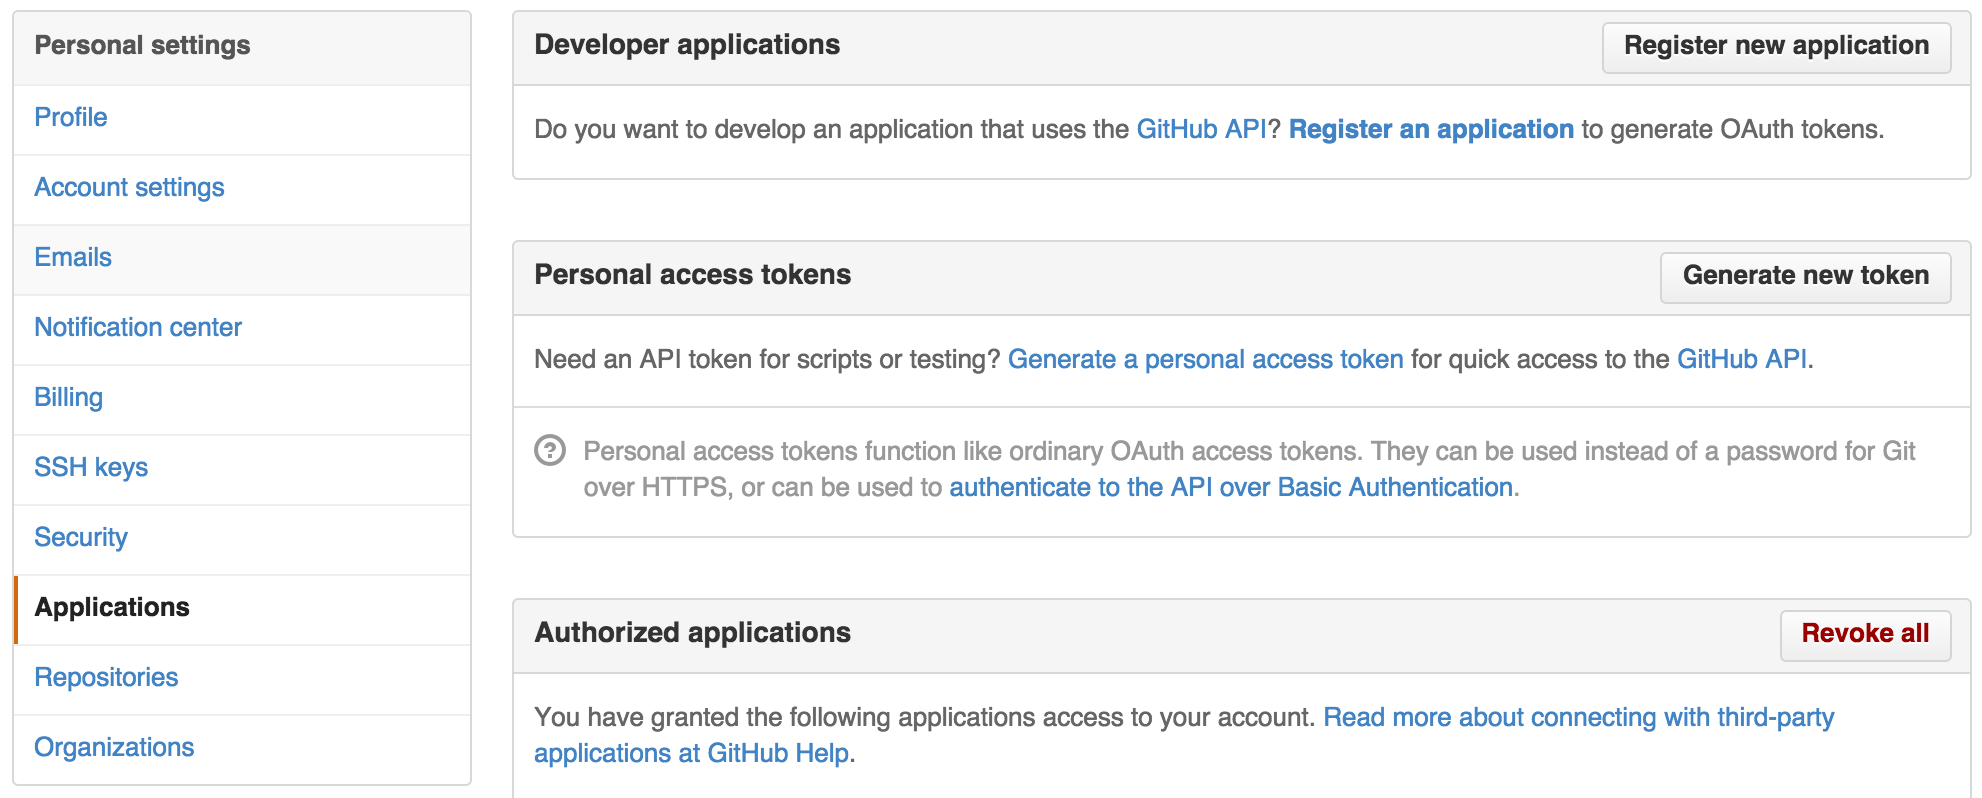 Personal settings
Profile
Account settings
Emails
Notification center
Billing
SSH keys
Security
Applications
Repositories
Organizations
Developer applications
Register new application
Do you want to develop an application that uses the GitHub API? Register an application to generate OAuth tokens.
Personal access tokens
Generate new token
Need an API token for scripts or testing? Generate a personal access token for quick access to the GitHub API.
Personal access tokens function like ordinary OAuth access tokens. They can be used instead of a password for Git
over HTTPS, or can be used to authenticate to the API over Basic Authentication.
Authorized applications
Revoke all
You have granted the following applications access to your account. Read more about connecting with third-party
applications at GitHub Help.